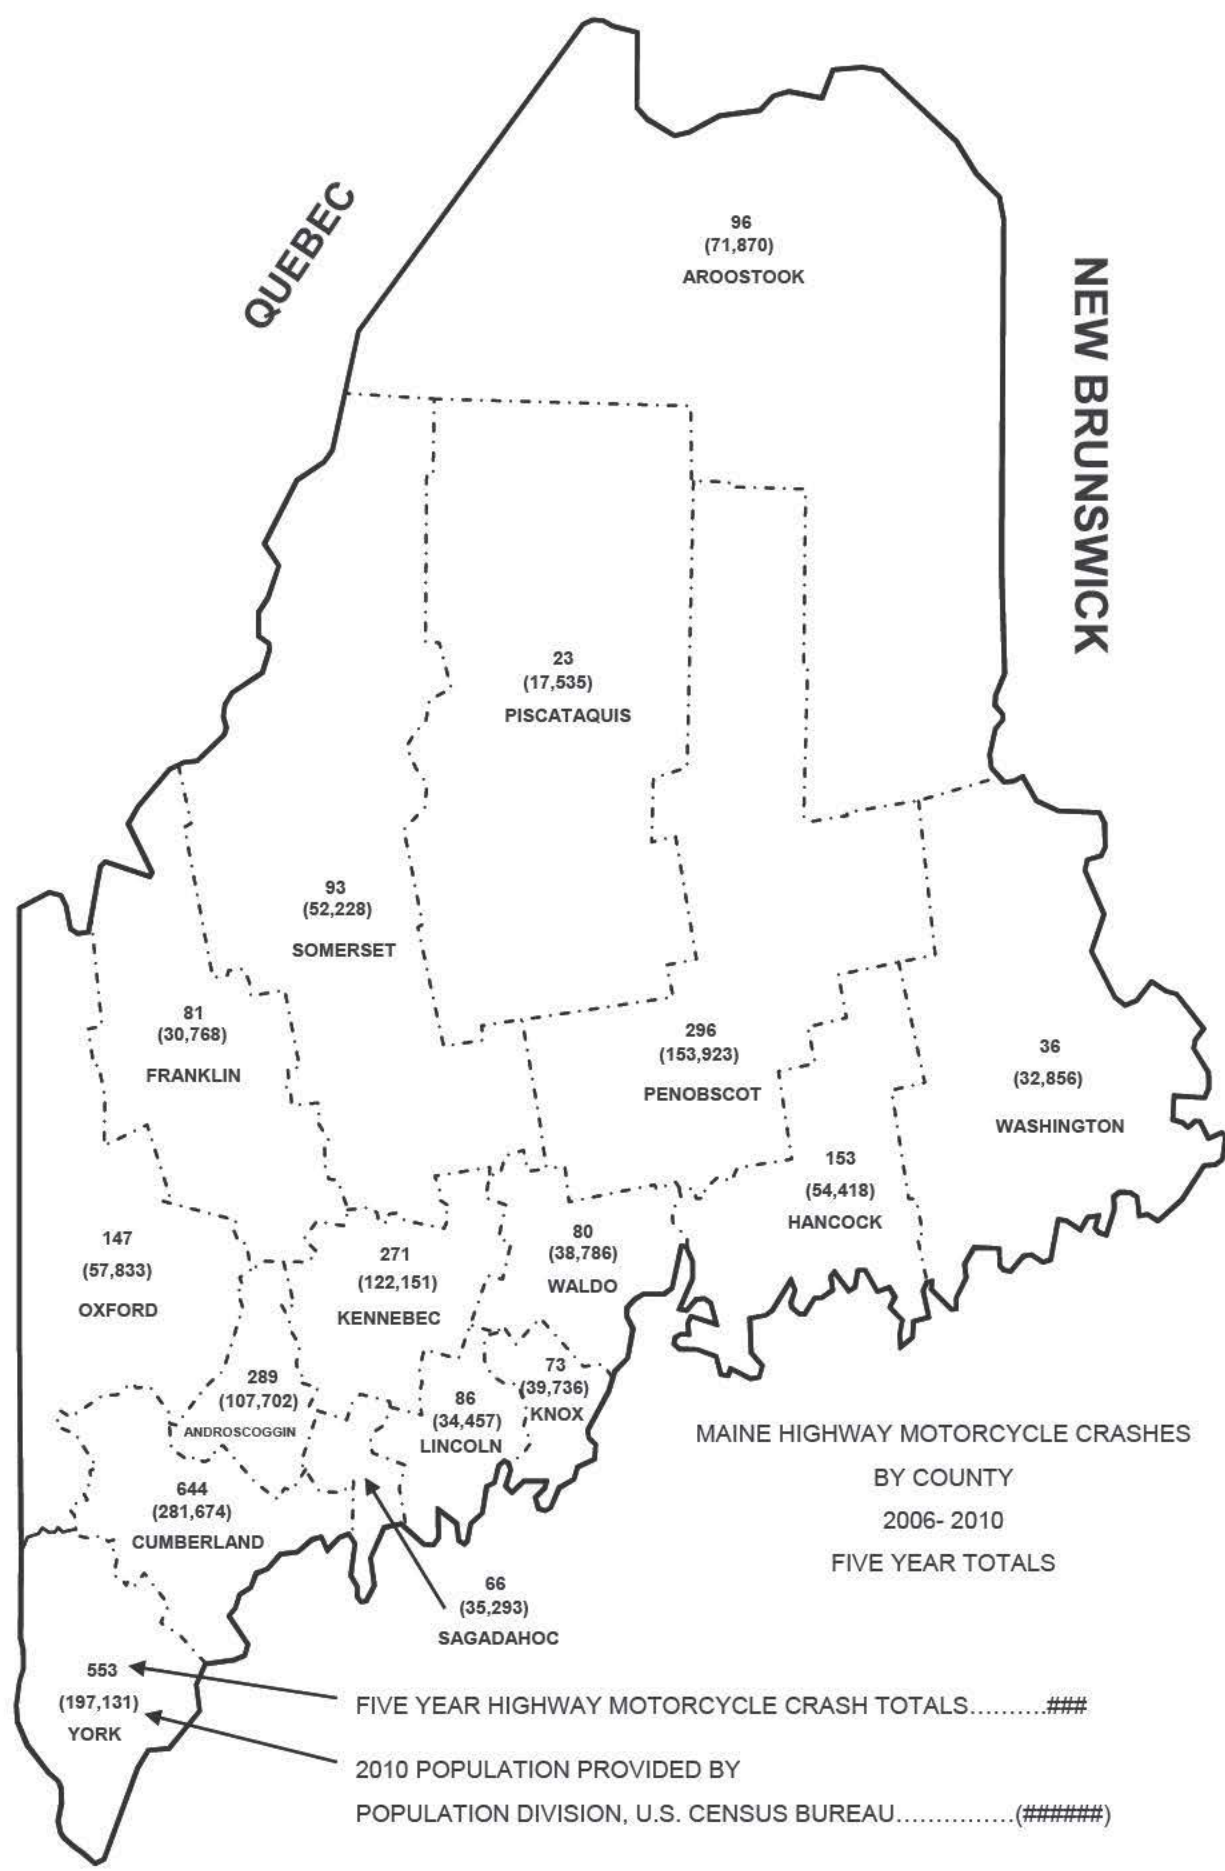 QUEBEC
NEW BRUNSWICK
96
(71,870)
AROOSTOOK
23
(17,535)
PISCATAQUIS
93
(52,228)
SOMERSET
81
(30,768)
FRANKLIN
296
(153,923)
PENOBSCOT
36
(32,856)
WASHINGTON
153
(54,418)
HANCOCK
147
(57,833)
OXFORD
271
(122,151)
KENNEBEC
80
(38,786)
WALDO
289
(107,702)
ANDROSCOGGIN
86
(34,457)
LINCOLN
73
(39,736)
KNOX
644
(281,674)
CUMBERLAND
66
(35,293)
SAGADAHOC
553
(197,131)
YORK
MAINE HIGHWAY MOTORCYCLE CRASHES
BY COUNTY
2006- 2010
FIVE YEAR TOTALS
FIVE YEAR HIGHWAY MOTORCYCLE CRASH TOTALS..........###
2010 POPULATION PROVIDED BY
POPULATION DIVISION, U.S. CENSUS BUREAU...............(######)